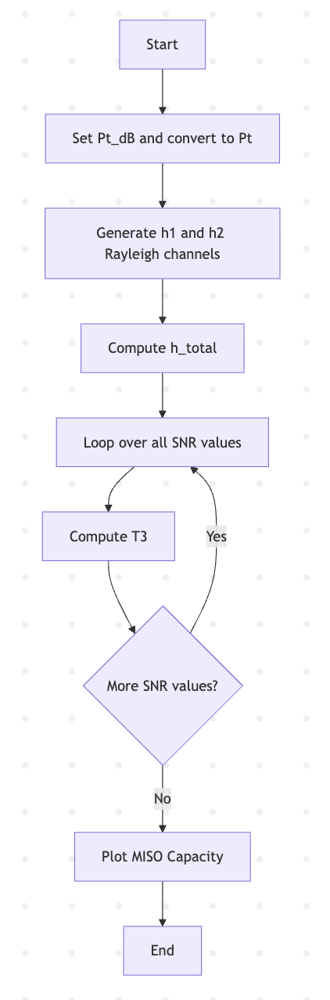 Start
Set Pt_dB and convert to Pt
Generate h1 and h2
Rayleigh channels
Compute h_total
Loop over all SNR values
Compute T3
Yes
More SNR values?
No
Plot MISO Capacity
End